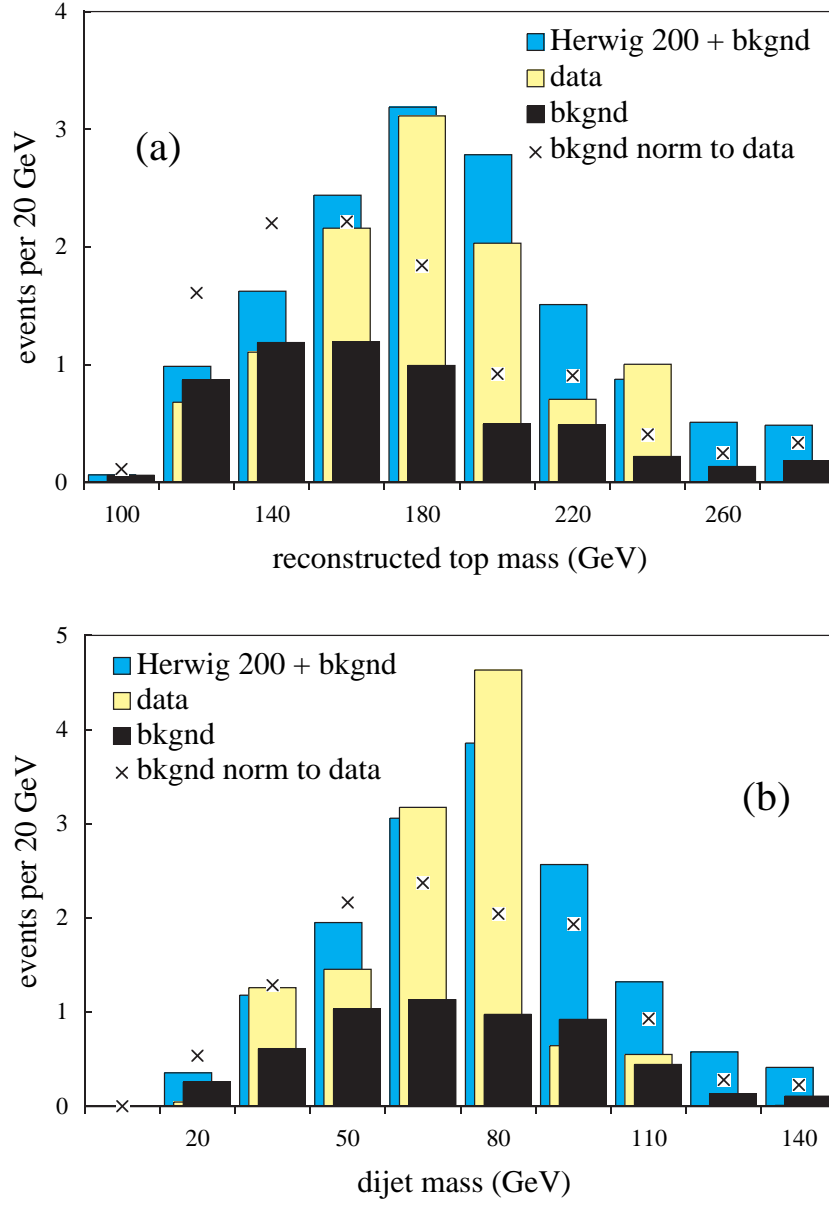 4
Herwig 200 + bkgnd
data
bkgnd
bkgnd norm to data
3
(a)
2
1
0
events per 20 GeV
100 140 180 220 260
reconstructed top mass (GeV)
5
Herwig 200 + bkgnd
data
bkgnd
bkgnd norm to data
4
(b)
3
2
1
0
events per 20 GeV
20 50 80 110 140
dijet mass (GeV)